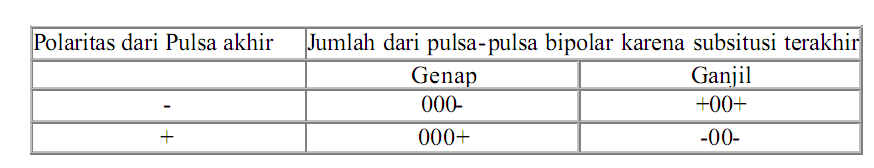 Polaritas dari Pulsa akhir Jumlah dari pulsa-pulsa bipolar karena subsitusi terakhir
Genap Ganjil
- 000- +00+
+ 000+ -00-